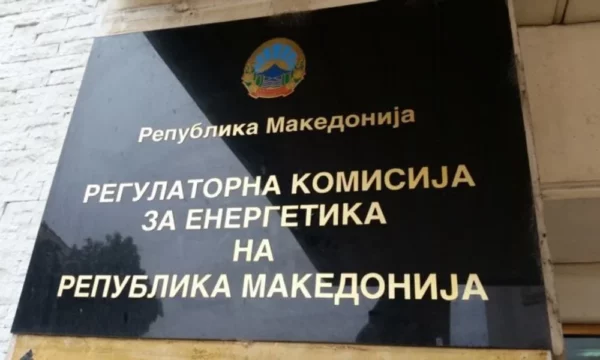 Република Македонија
РЕГУЛАТОРНА КОМИСИЈА
ЗА ЕНЕРГЕТИКА
НА
РЕПУБЛИКА МАКЕДОНИЈА